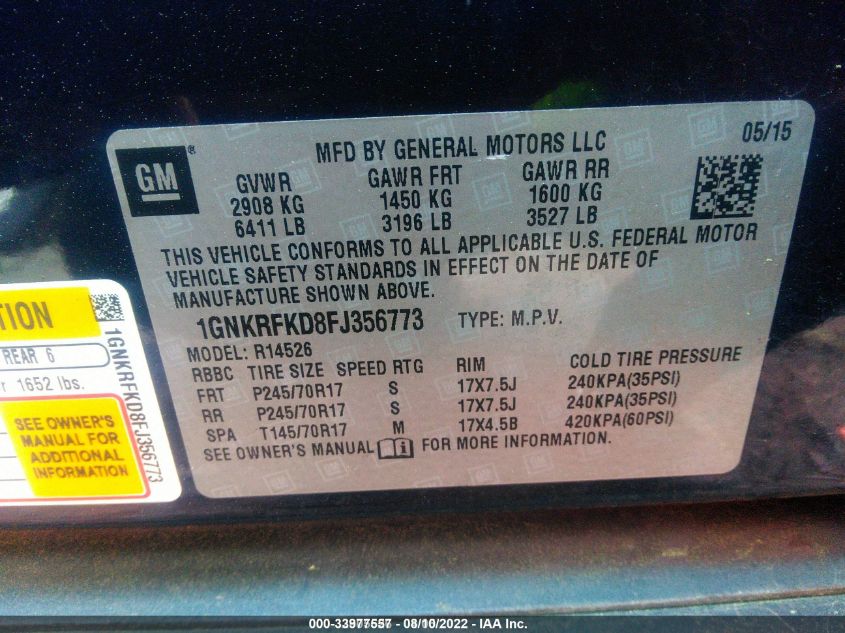 MFD BY GENERAL MOTORS LLC
05/15
GM
GVWR GAWR FRT GAWR RR
2908 KG 1450 KG 1600 KG
6411 LB 3196 LB 3527 LB
THIS VEHICLE CONFORMS TO ALL APPLICABLE U.S. FEDERAL MOTOR
VEHICLE SAFETY STANDARDS IN EFFECT ON THE DATE OF
MANUFACTURE SHOWN ABOVE.
1GNKRFKD8FJ356773 TYPE: M.P.V.
MODEL: R14526
RBBC TIRE SIZE SPEED RTG RIM COLD TIRE PRESSURE
FRT P245/70R17 S 17X7.5J 240KPA(35PSI)
RR P245/70R17 S 17X7.5J 240KPA(35PSI)
SPA T145/70R17 M 17X4.5B 420KPA(60PSI)
SEE OWNER'S MANUAL FOR MORE INFORMATION.
REAR 6
1652 lbs.
SEE OWNER'S
MANUAL FOR
ADDITIONAL
INFORMATION
1GNKRFKD8FJ356773
000-33977557 - 08/10/2022 - IAA Inc.